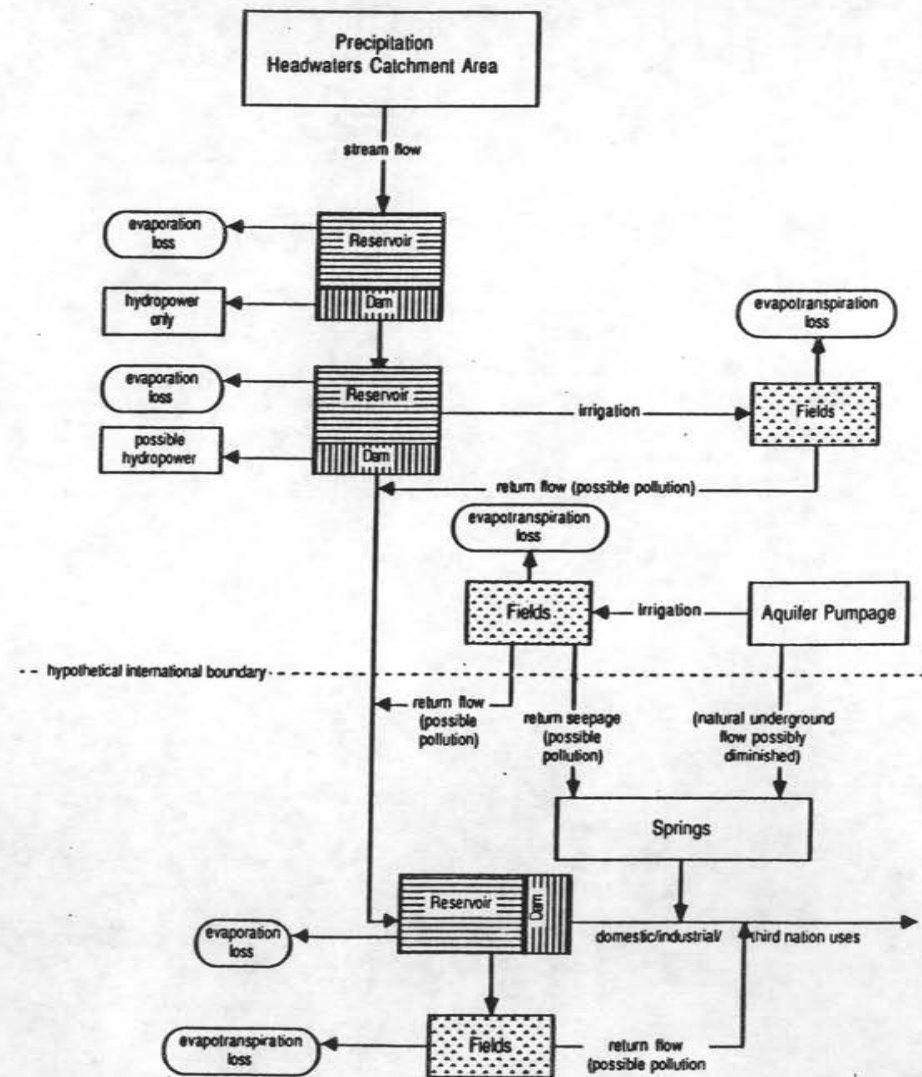 Precipitation
Headwaters Catchment Area
stream flow
evaporation
loss
Reservoir
hydropower
only
Dam
evapotranspiration
loss
evaporation
loss
Reservoir
irrigation
Fields
possible
hydropower
Dam
return flow (possible pollution)
evapotranspiration
loss
Fields
irrigation
Aquifer Pumpage
hypothetical international boundary
return flow
(possible
pollution)
return seepage
(possible
pollution)
(natural underground
flow possibly
diminished)
Springs
Reservoir
Dam
evaporation
loss
domestic/industrial/
third nation uses
evapotranspiration
loss
Fields
return flow
(possible pollution